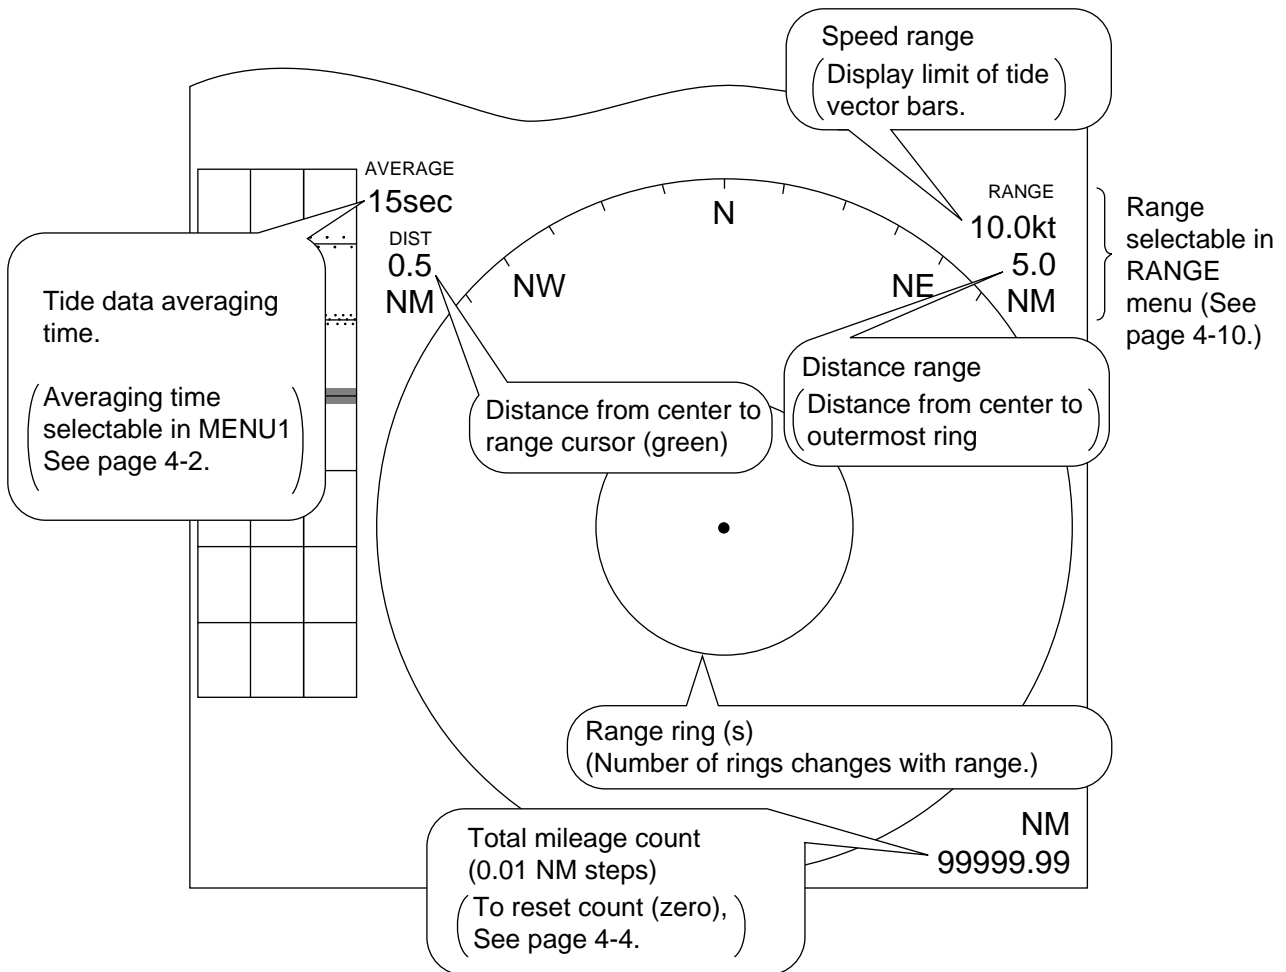 Speed range
(Display limit of tide
vector bars.)
AVERAGE
15sec
DIST
0.5
NM
N
NW
NE
RANGE
10.0kt
5.0
NM
Range
selectable in
RANGE
menu (See
page 4-10.)
Tide data averaging
time.
(Averaging time
selectable in MENU1
See page 4-2.)
Distance from center to
range cursor (green)
Distance range
(Distance from center to
outermost ring)
Range ring (s)
(Number of rings changes with range.)
Total mileage count
(0.01 NM steps)
(To reset count (zero),
See page 4-4.)
NM
99999.99